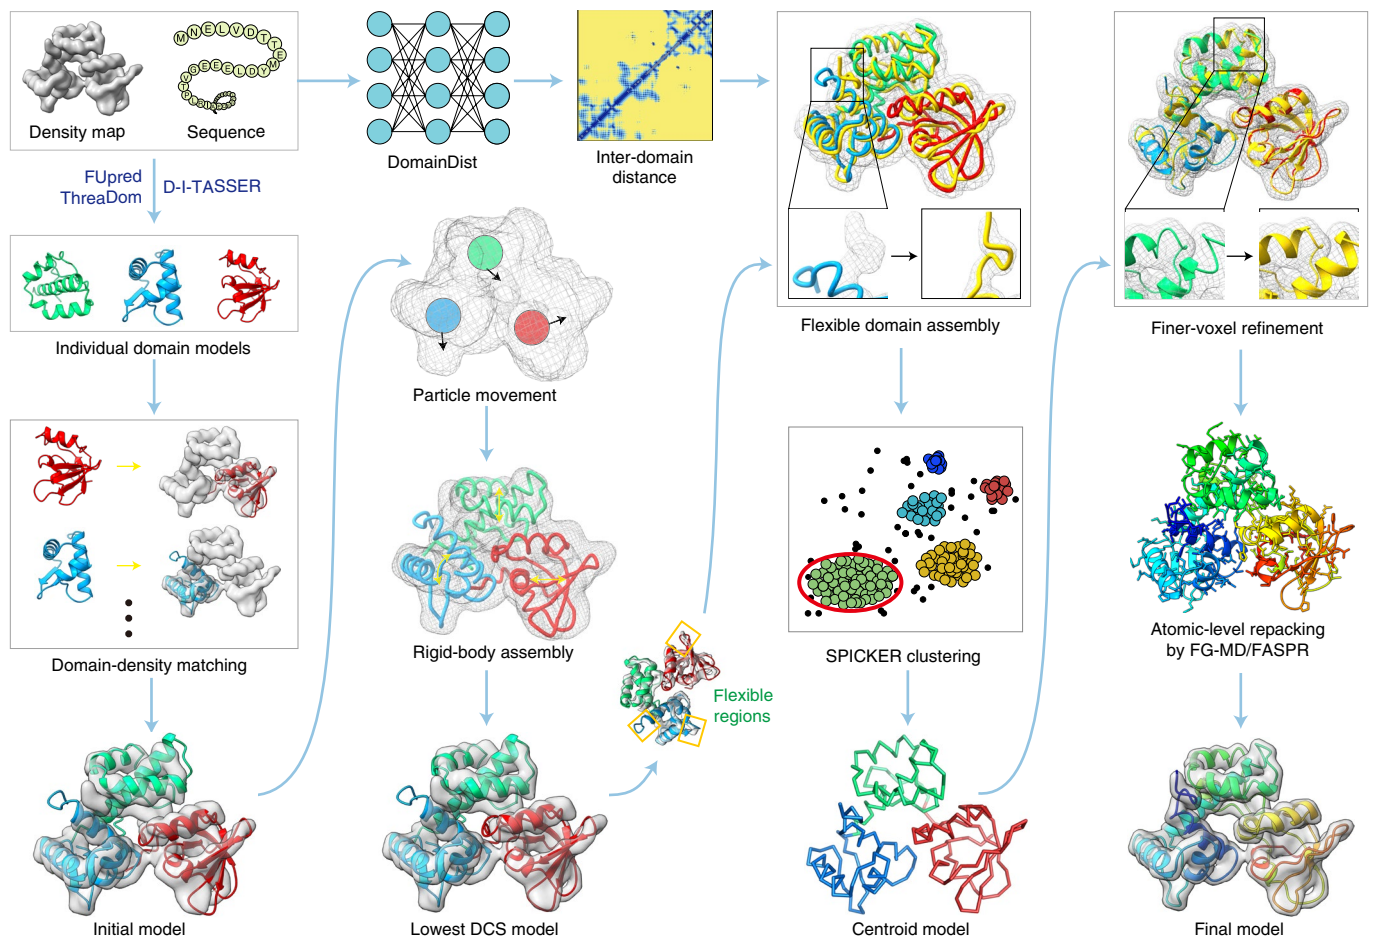 Density map
Sequence
M N E L V D T T E M Y D L E E E G V T P L
DomainDist
Inter-domain
distance
FUpred
ThreaDom
D-I-TASSER
Individual domain models
Domain-density matching
Initial model
Particle movement
Rigid-body assembly
Lowest DCS model
Flexible
regions
Flexible domain assembly
SPICKER clustering
Centroid model
Finer-voxel refinement
Atomic-level repacking
by FG-MD/FASPR
Final model